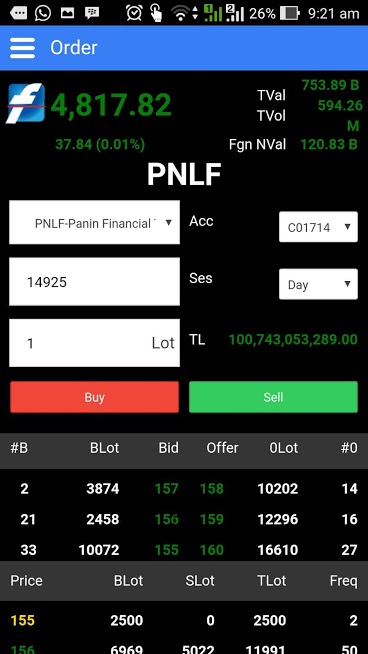 26% 9:21 am
Order
4,817.82
TVal 753.89 B
TVol 594.26 M
37.84 (0.01%)
Fgn NVal 120.83 B
PNLF
PNLF-Panin Financial
Acc C01714
14925
Ses Day
1 Lot
TL 100,743,053,289.00
Buy Sell
#B BLot Bid Offer OLot #O
2 3874 157 158 10202 14
21 2458 156 159 12296 16
33 10072 155 160 16610 27
Price BLot SLot TLot Freq
155 2500 0 2500 2
156 6969 5022 11991 50